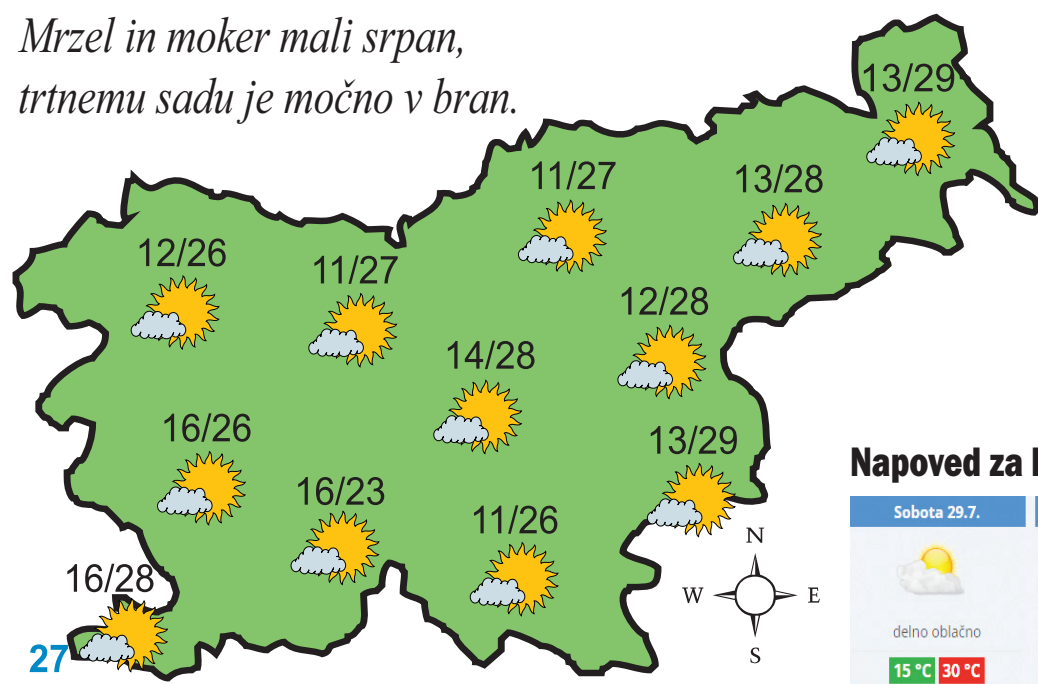 Mrzel in moker mali srpan,
trtnemu sadu je močno v bran.
13/29
11/27
13/28
12/26
11/27
12/28
14/28
16/26
13/29
16/23
11/26
16/28
27
N
W E
S
Napoved za
Sobota 29.7.
delno oblačno
15 °C 30 °C